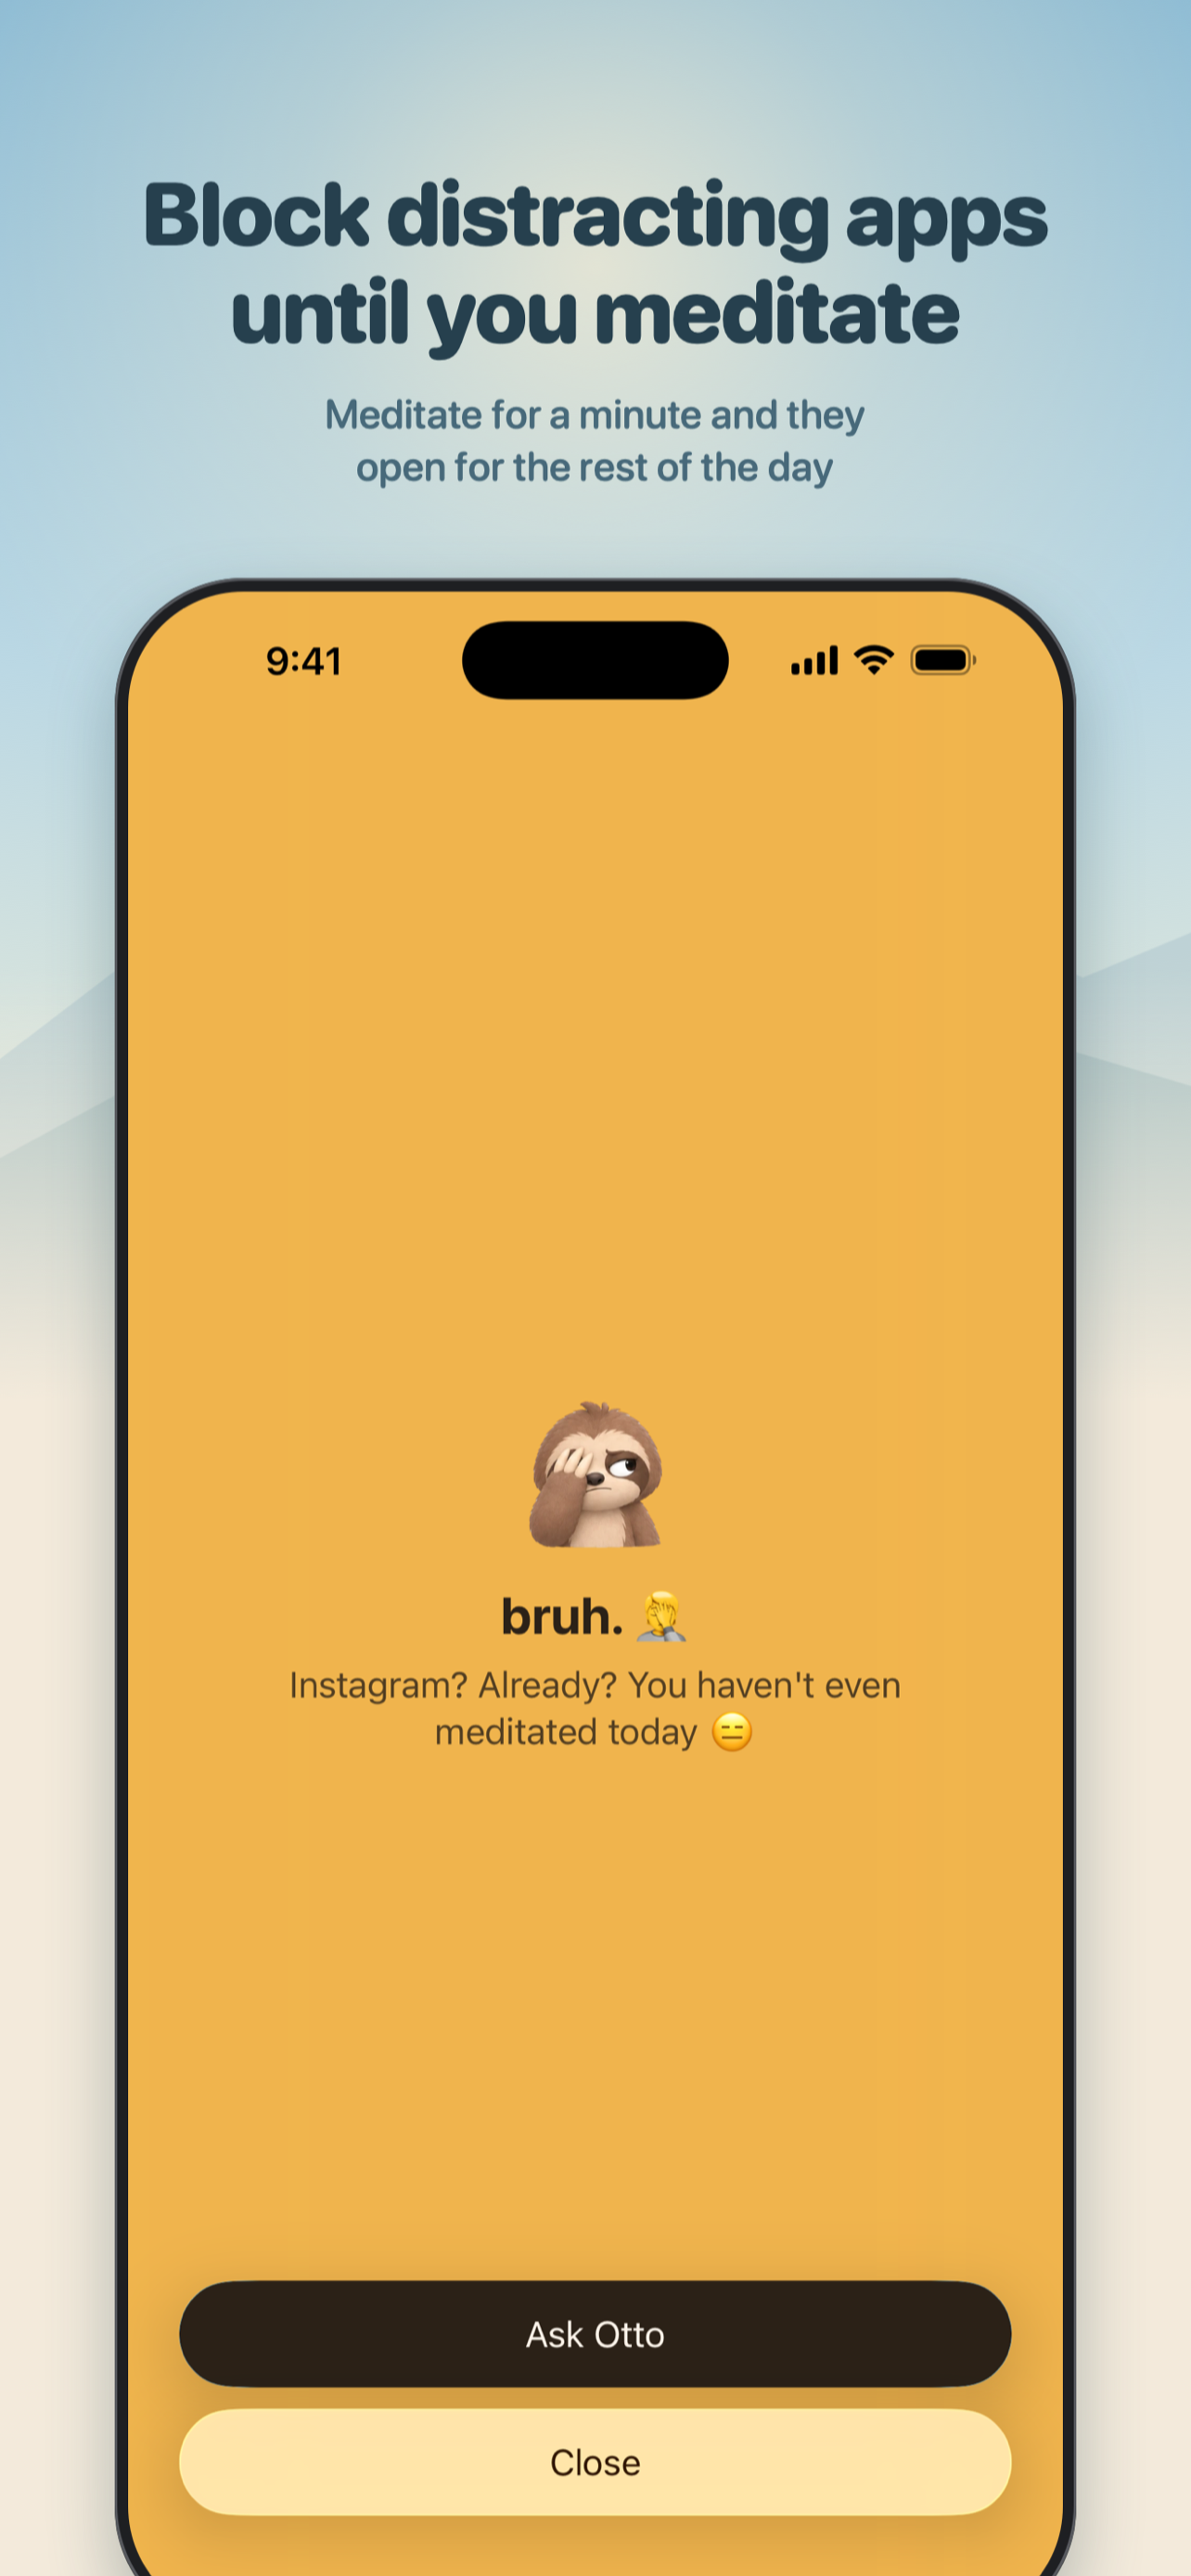 Block distracting apps
until you meditate
Meditate for a minute and they
open for the rest of the day
9:41
bruh. 🤦
Instagram? Already? You haven't even
meditated today 😑
Ask Otto
Close